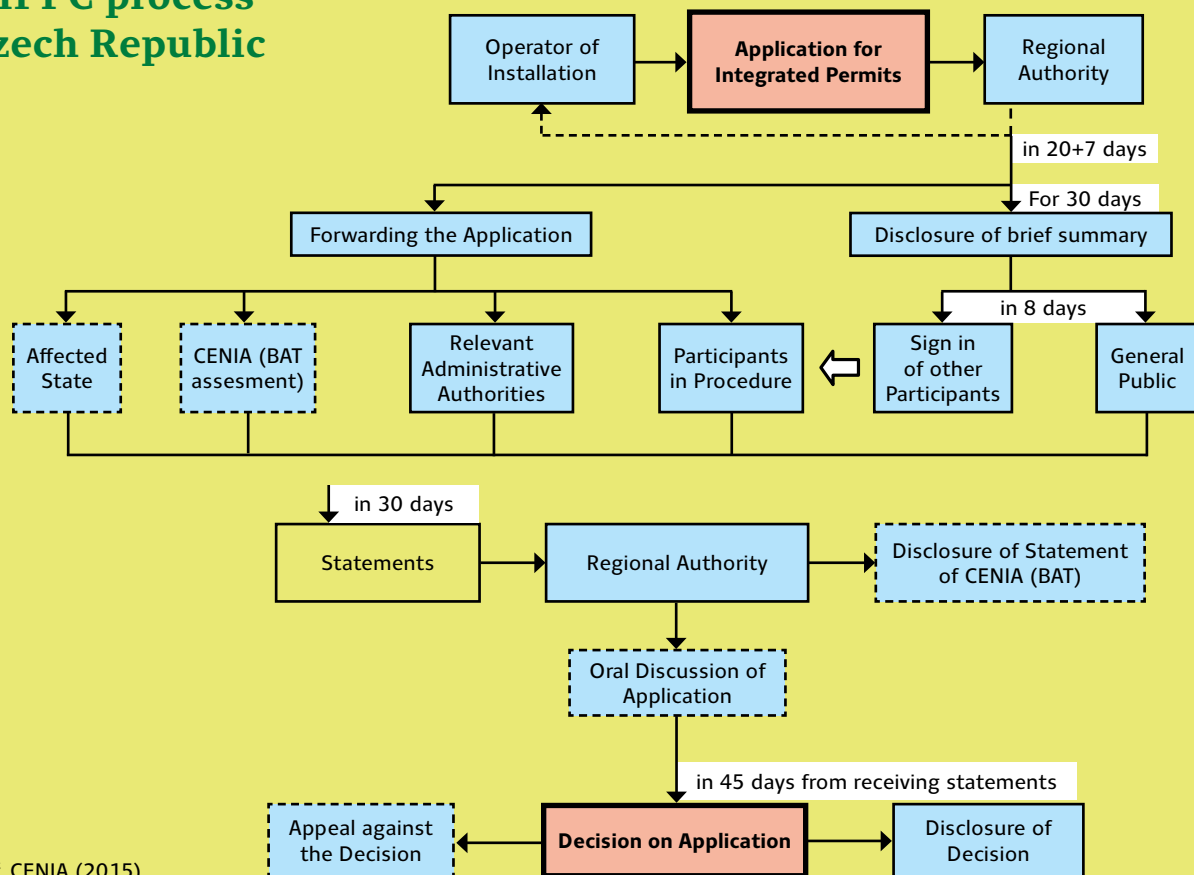 IPPC process
zech Republic
Operator of
Installation
Application for
Integrated Permits
Regional
Authority
in 20+7 days
For 30 days
Forwarding the Application
Disclosure of brief summary
in 8 days
Affected
State
CENIA (BAT
assesment)
Relevant
Administrative
Authorities
Participants
in Procedure
Sign in
of other
Participants
General
Public
in 30 days
Statements
Regional Authority
Disclosure of Statement
of CENIA (BAT)
Oral Discussion of
Application
in 45 days from receiving statements
Appeal against
the Decision
Decision on Application
Disclosure of
Decision
CENIA (2015)